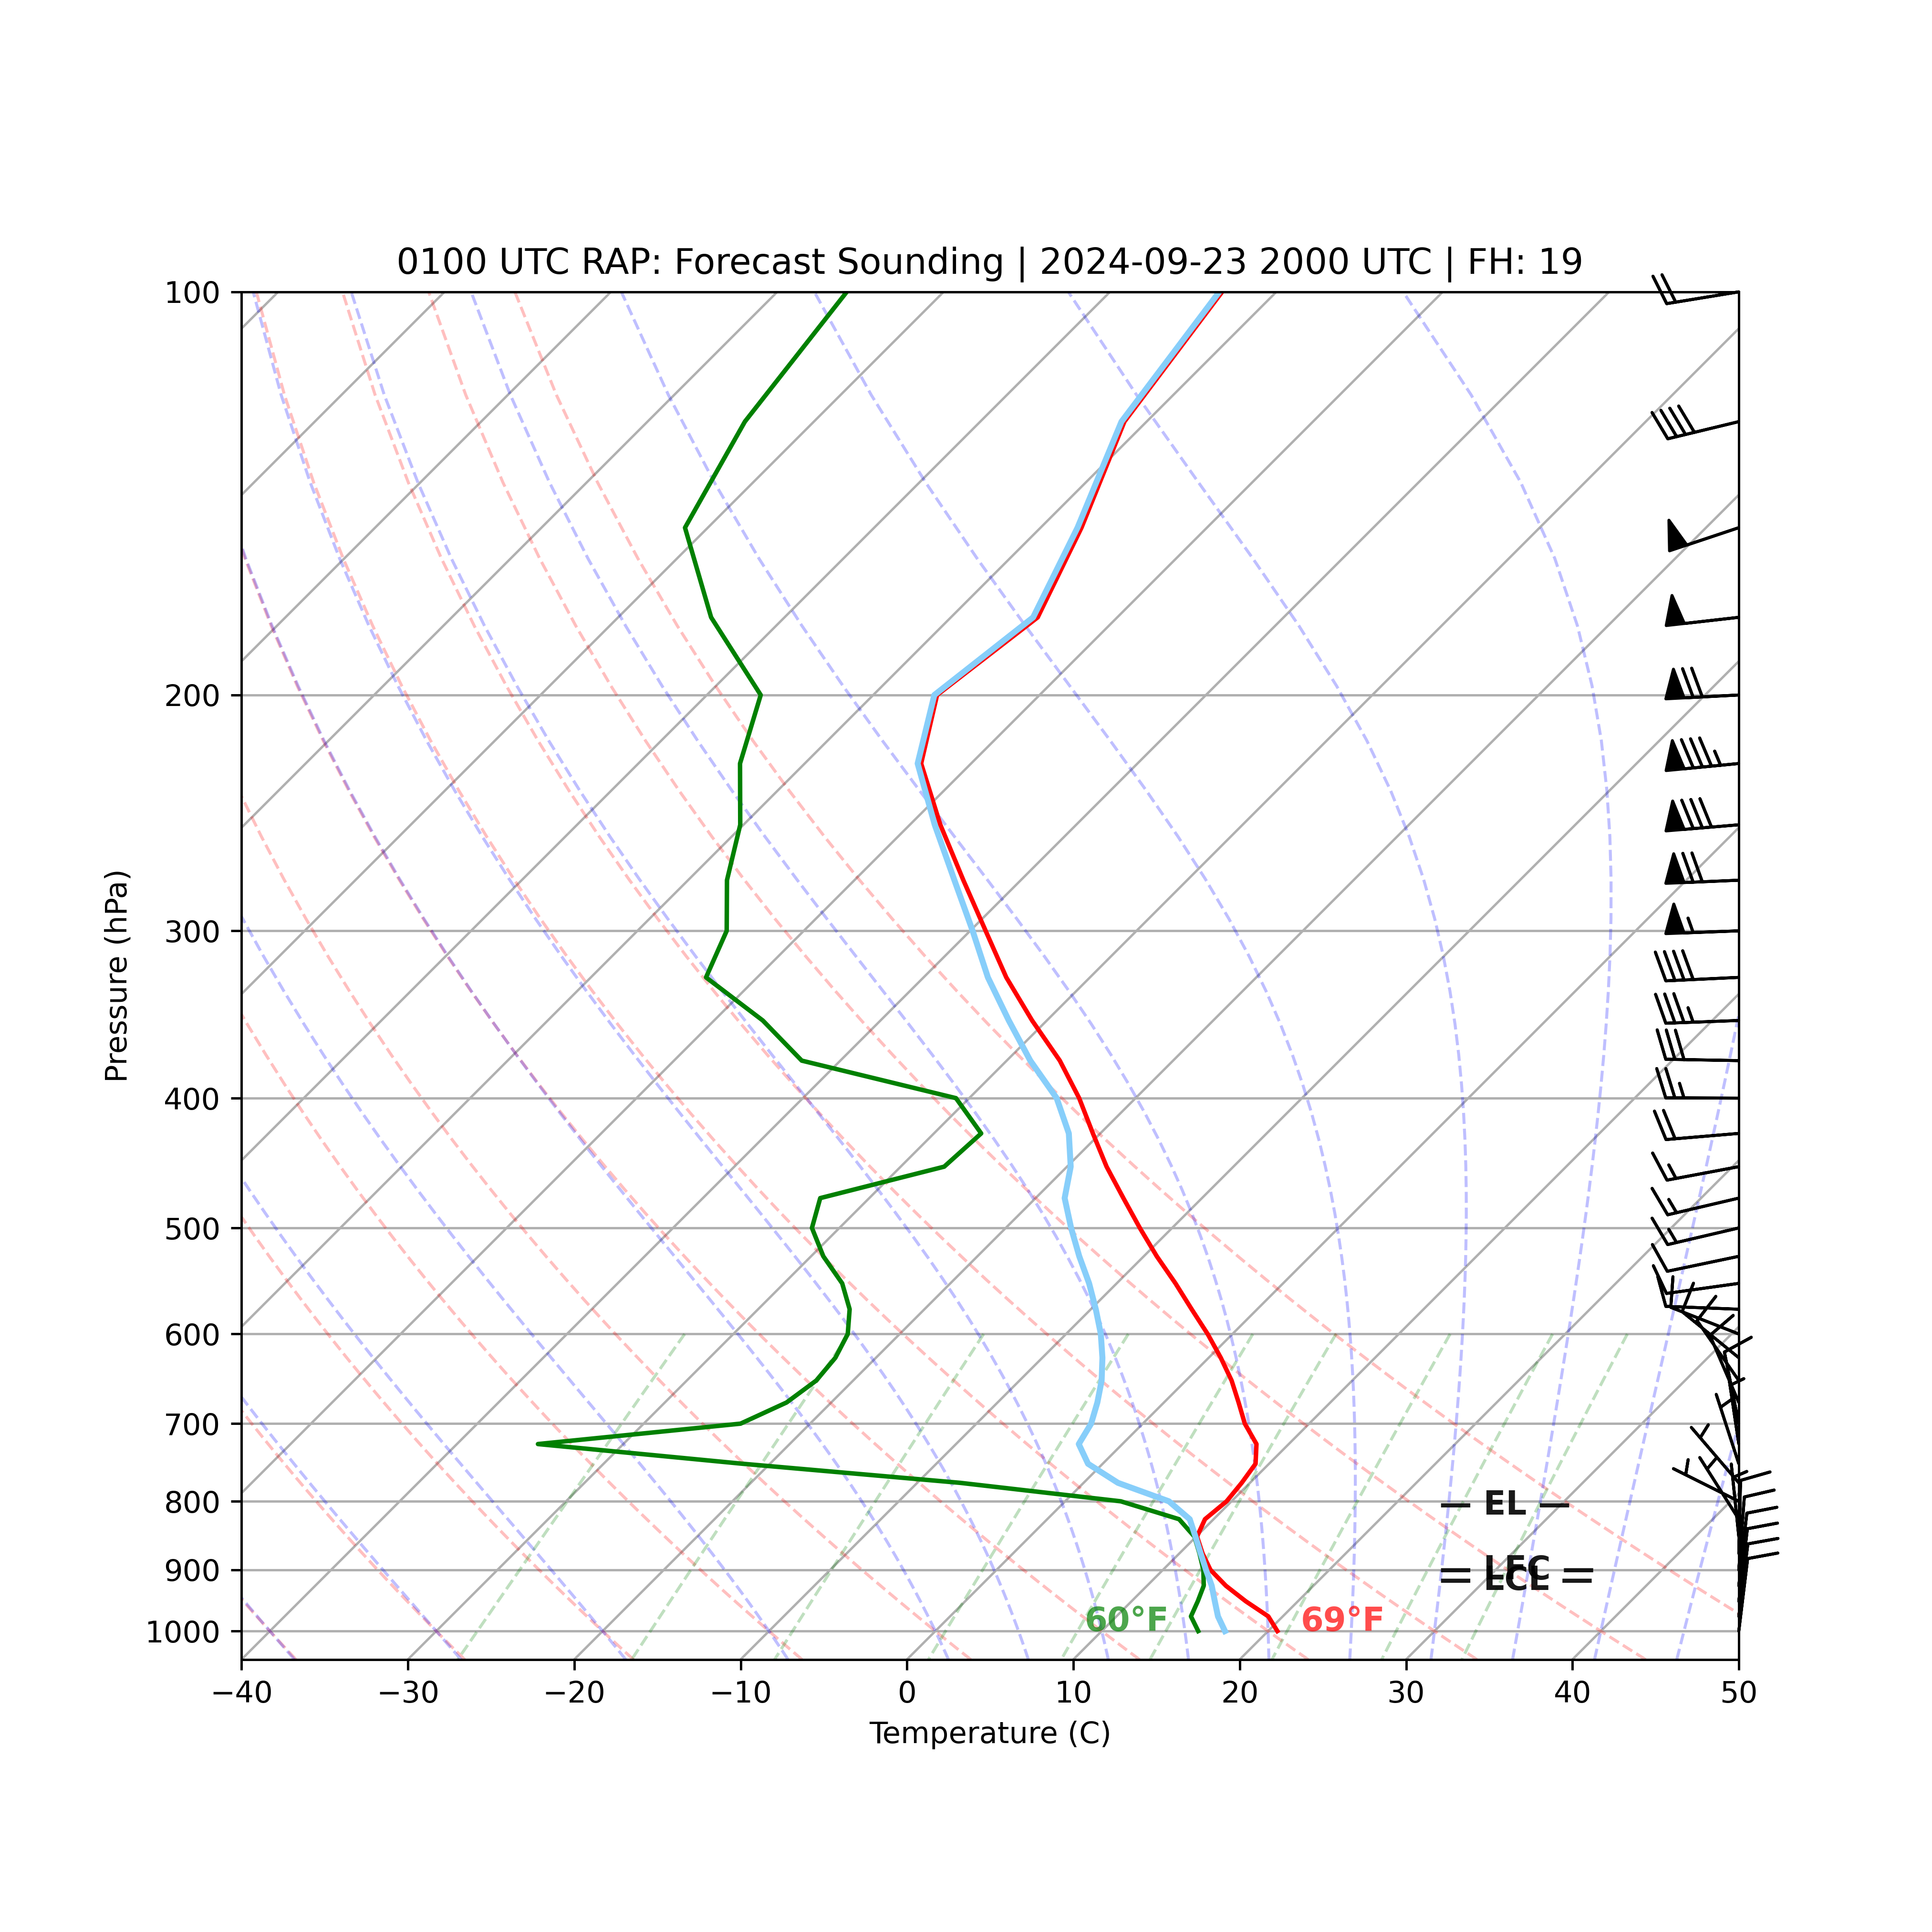 0100 UTC RAP: Forecast Sounding | 2024-09-23 2000 UTC | FH: 19
100
200
300
400
500
600
700
800
900
1000
Pressure (hPa)
— EL —
— LFC —
— LCL —
60°F
69°F
−40 −30 −20 −10 0 10 20 30 40 50
Temperature (C)